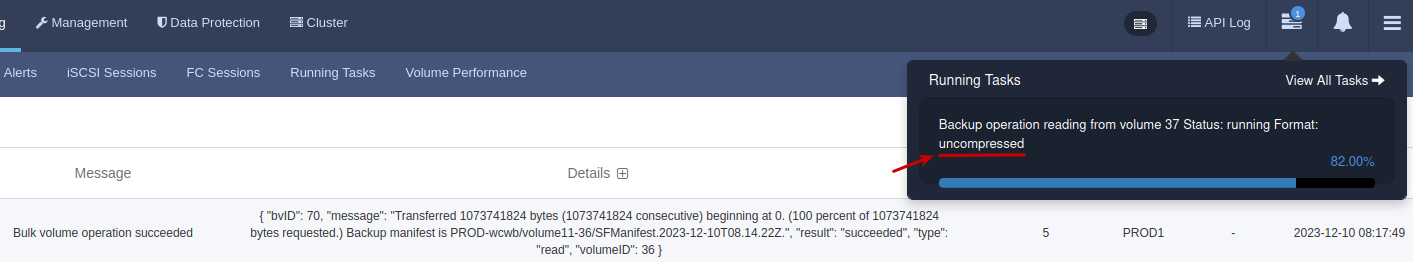 g Management Data Protection Cluster API Log 1
Alerts iSCSI Sessions FC Sessions Running Tasks Volume Performance
Running Tasks View All Tasks
Backup operation reading from volume 37 Status: running Format:
uncompressed
82.00%
Message Details
{ "bvID": 70, "message": "Transferred 1073741824 bytes (1073741824 consecutive) beginning at 0. (100 percent of 1073741824
Bulk volume operation succeeded bytes requested.) Backup manifest is PROD-wcwb/volume11-36/SFManifest.2023-12-10T08.14.22Z.", "result": "succeeded", "type": 5 PROD1 - 2023-12-10 08:17:49
"read", "volumeID": 36 }